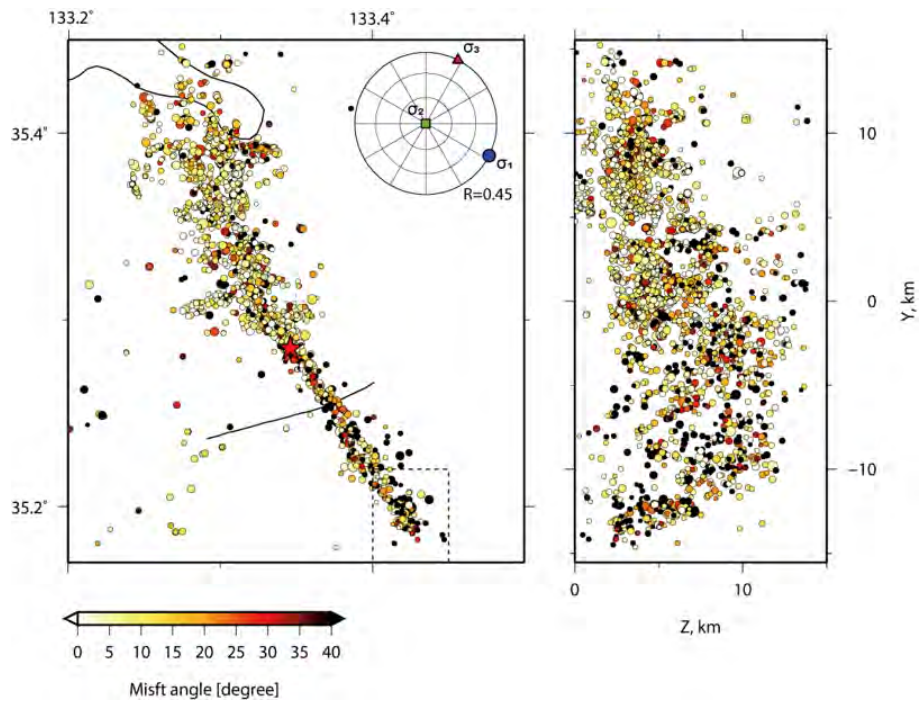 133.2°
133.4°
σ₃
σ₂
σ₁
R=0.45
35.4°
35.2°
10
0
−10
Y, km
0
10
Z, km
0 5 10 15 20 25 30 35 40
Misft angle [degree]